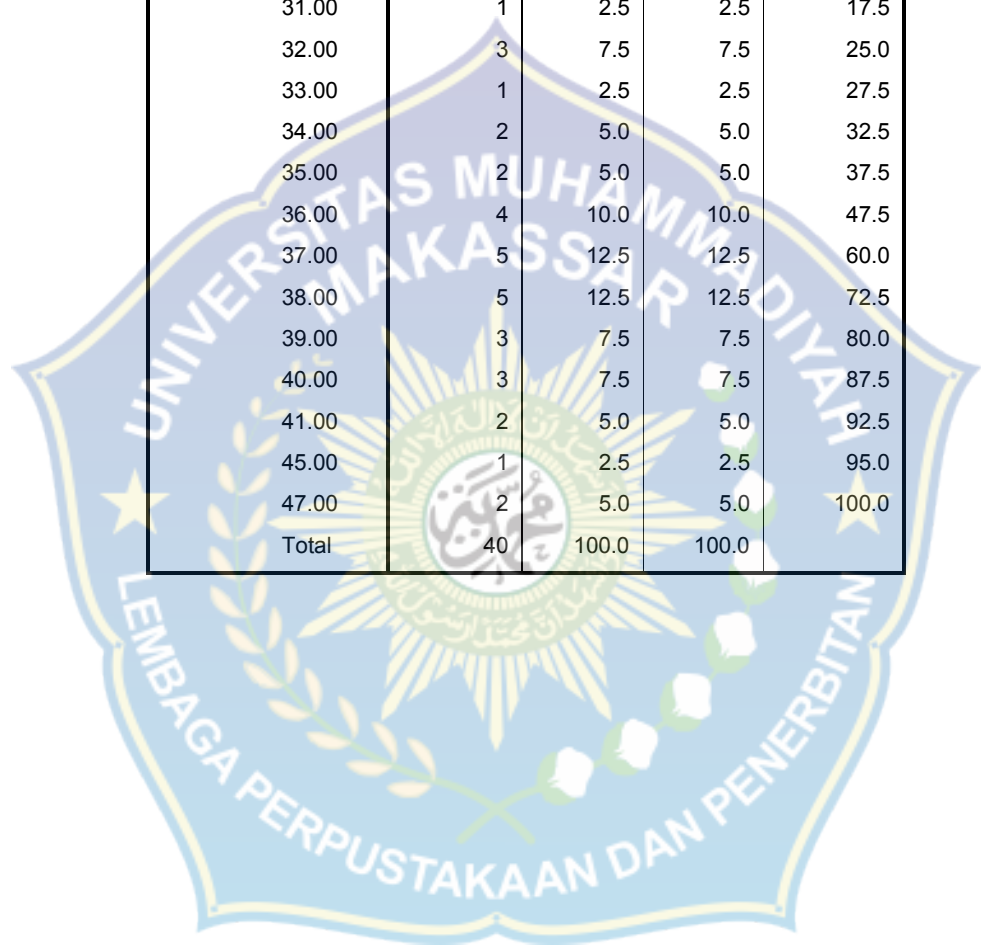 31.00 1 2.5 2.5 17.5
32.00 3 7.5 7.5 25.0
33.00 1 2.5 2.5 27.5
34.00 2 5.0 5.0 32.5
35.00 2 5.0 5.0 37.5
36.00 4 10.0 10.0 47.5
37.00 5 12.5 12.5 60.0
38.00 5 12.5 12.5 72.5
39.00 3 7.5 7.5 80.0
40.00 3 7.5 7.5 87.5
41.00 2 5.0 5.0 92.5
45.00 1 2.5 2.5 95.0
47.00 2 5.0 5.0 100.0
Total 40 100.0 100.0
UNIVERSITAS MUHAMMADIYAH
MAKASSAR
محمدية
LEMBAGA PERPUSTAKAAN DAN PENERBITAN